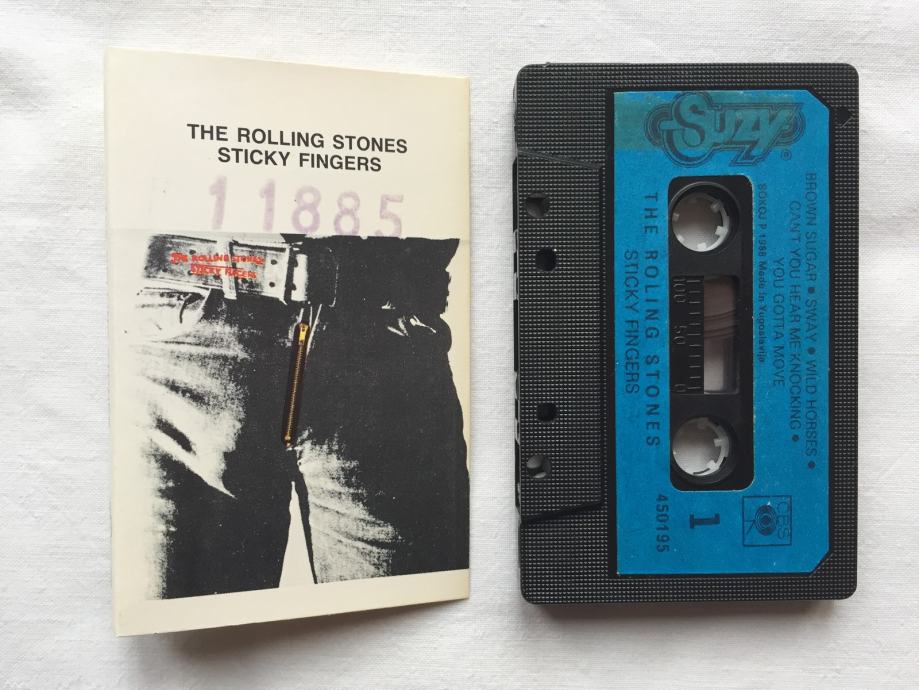 THE ROLLING STONES
STICKY FINGERS
11885
THE ROLLING STONES
STICKY FINGERS
Suzy®
BROWN SUGAR • SWAY • WILD HORSES •
CAN'T YOU HEAR ME KNOCKING •
YOU GOTTA MOVE
SOKOJ P 1988 Made in Yugoslavija
100 50 0
THE ROLING STONES
STICKY FINGERS
CBS
1
450195